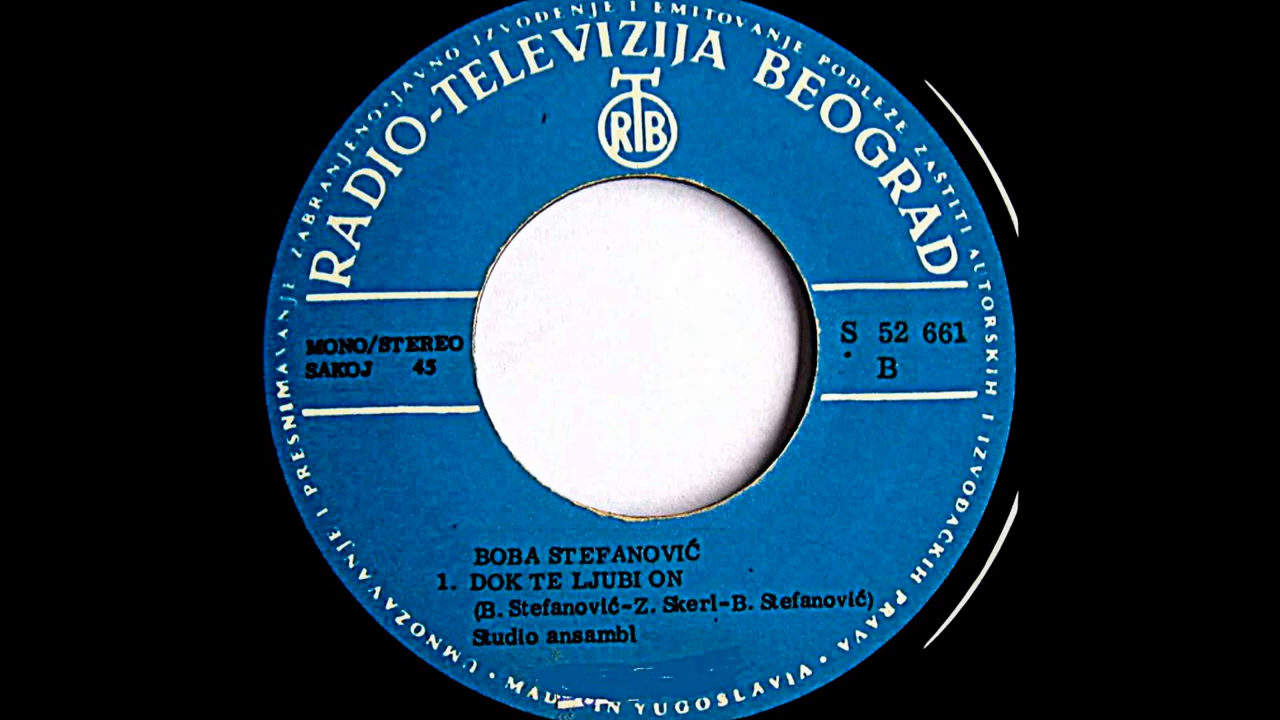 UMNOŽAVANJE I PRESNIMAVANJE ZABRANJENO · JAVNO IZVOĐENJE I EMITOVANJE PODLEŽE ZAŠTITI AUTORSKIH I IZVOĐAČKIH PRAVA ·
RADIO-TELEVIZIJA BEOGRAD
RTB
MONO/STEREO
SAKOJ 45
S 52 661
B
BOBA STEFANOVIĆ
1. DOK TE LJUBI ON
(B. Stefanović-Z. Skerl-B. Stefanović)
Studio ansambl
IN YUGOSLAVIA ·